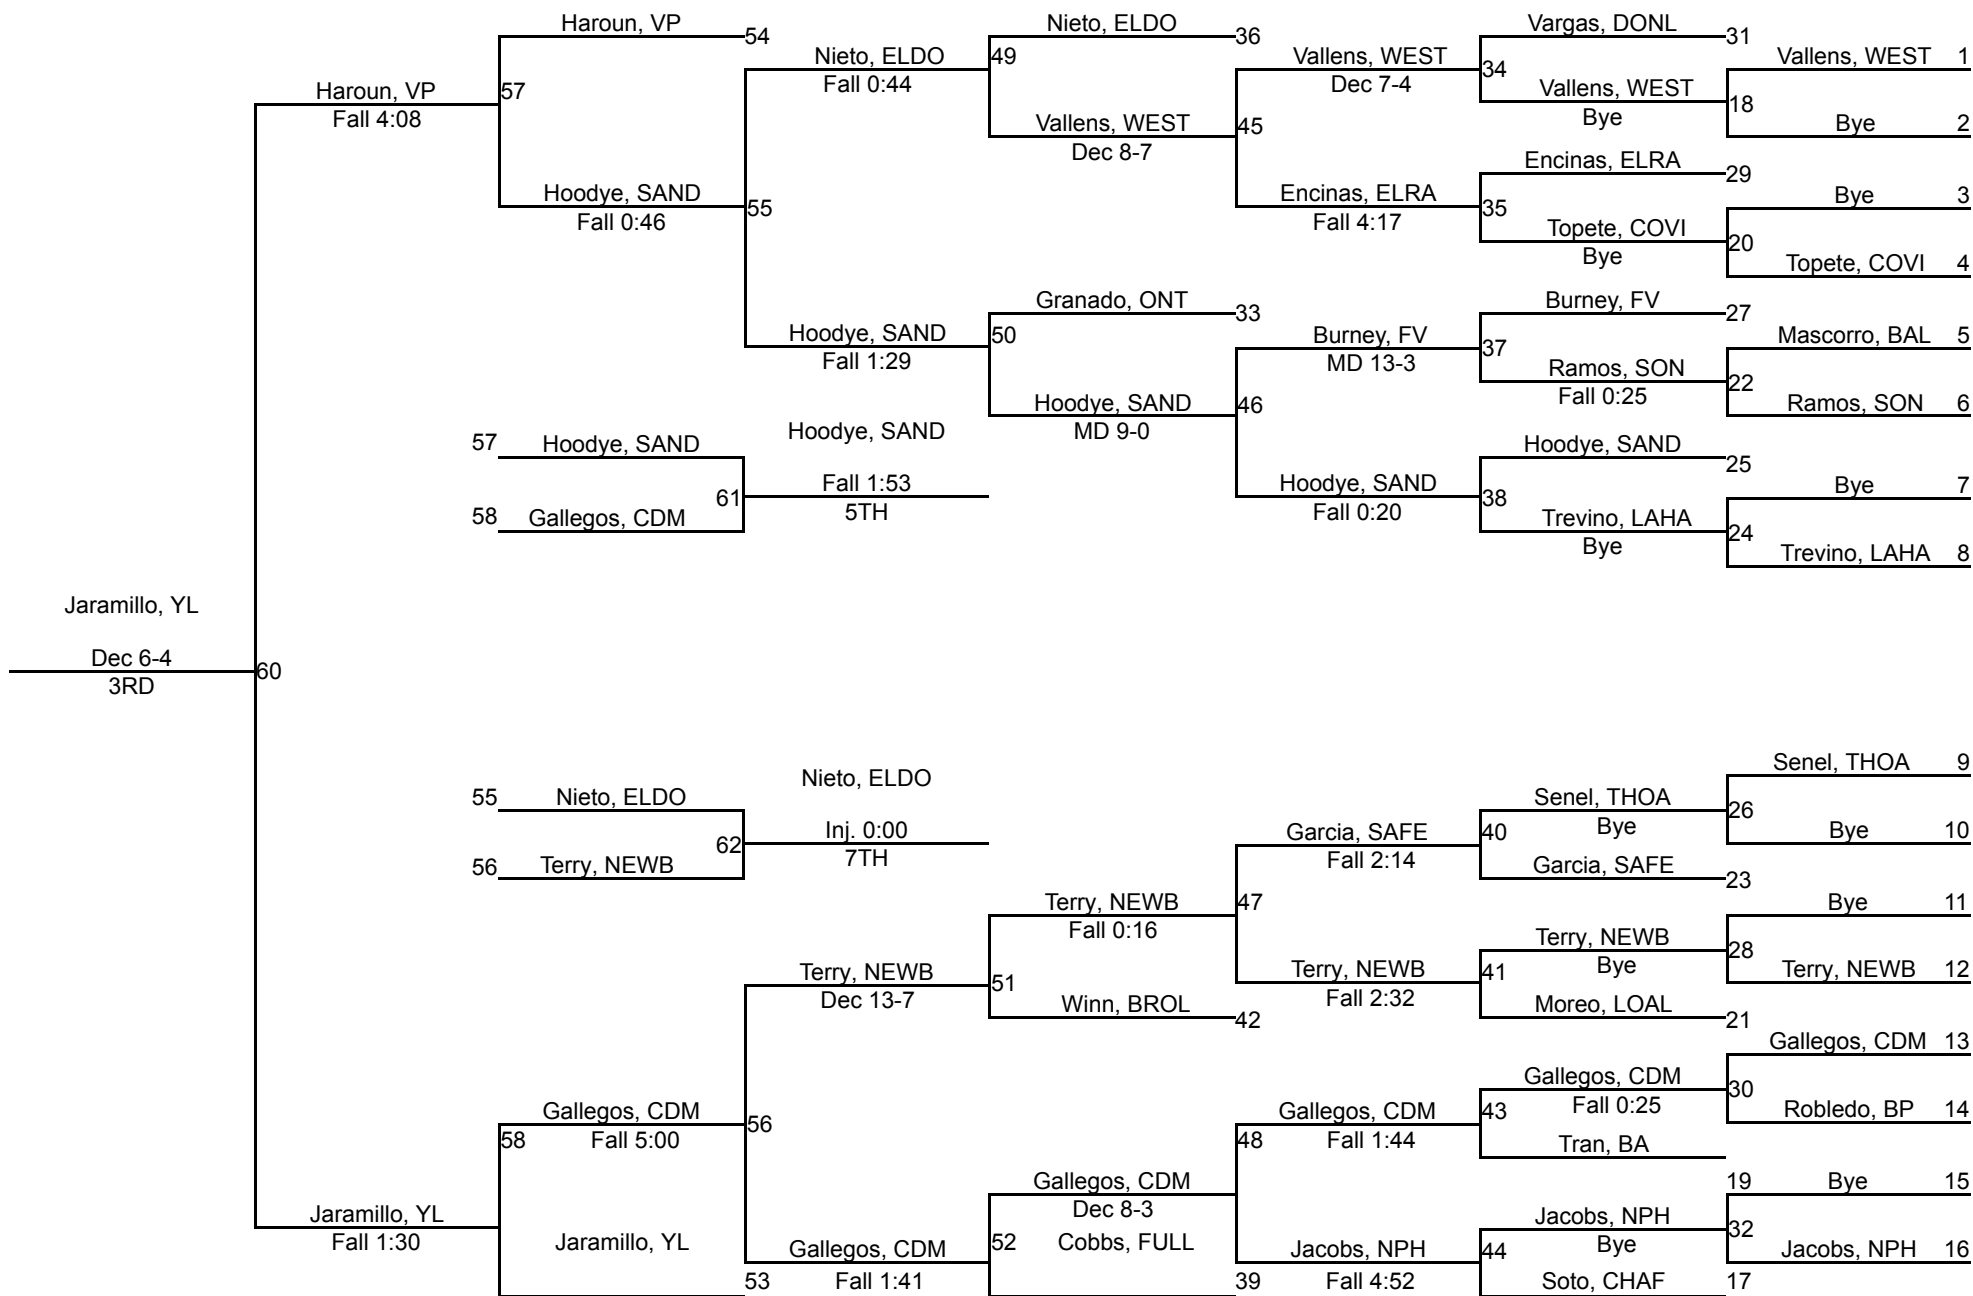 Haroun, VP
54
Nieto, ELDO
36
Vargas, DONL
31
Nieto, ELDO
Fall 0:44
49
Vallens, WEST
Dec 7-4
34
Vallens, WEST 1
Haroun, VP
Fall 4:08
57
Vallens, WEST
Bye
18
Bye 2
Vallens, WEST
Dec 8-7
45
Encinas, ELRA
29
Hoodye, SAND
Fall 0:46
55
Encinas, ELRA
Fall 4:17
35
Bye 3
Topete, COVI
Bye
20
Topete, COVI 4
Granado, ONT
33
Burney, FV
27
Hoodye, SAND
Fall 1:29
50
Burney, FV
MD 13-3
37
Mascorro, BAL 5
Ramos, SON
Fall 0:25
22
Ramos, SON 6
Hoodye, SAND
MD 9-0
46
57 Hoodye, SAND
Hoodye, SAND
Hoodye, SAND
25
61
Fall 1:53
5TH
Hoodye, SAND
Fall 0:20
38
Bye 7
58 Gallegos, CDM
Trevino, LAHA
Bye
24
Trevino, LAHA 8
Jaramillo, YL
Dec 6-4
3RD
60
Senel, THOA 9
Nieto, ELDO
55 Nieto, ELDO
Senel, THOA
Bye
26
62
Inj. 0:00
7TH
Garcia, SAFE
Fall 2:14
40
Bye 10
56 Terry, NEWB
Garcia, SAFE
23
Terry, NEWB
Fall 0:16
47
Bye 11
Terry, NEWB
Bye
28
Terry, NEWB
Dec 13-7
51
Terry, NEWB
Fall 2:32
41
Terry, NEWB 12
Winn, BROL
42
Moreo, LOAL
21
Gallegos, CDM 13
Gallegos, CDM
Fall 0:25
30
Gallegos, CDM
Fall 5:00
58
56
Gallegos, CDM
Fall 1:44
48
43
Robledo, BP 14
Tran, BA
19
Gallegos, CDM
Dec 8-3
Bye 15
Jaramillo, YL
Fall 1:30
Jacobs, NPH
Bye
32
Jaramillo, YL
53
Gallegos, CDM
Fall 1:41
52
Cobbs, FULL
39
Jacobs, NPH
Fall 4:52
44
Jacobs, NPH 16
Soto, CHAF
17